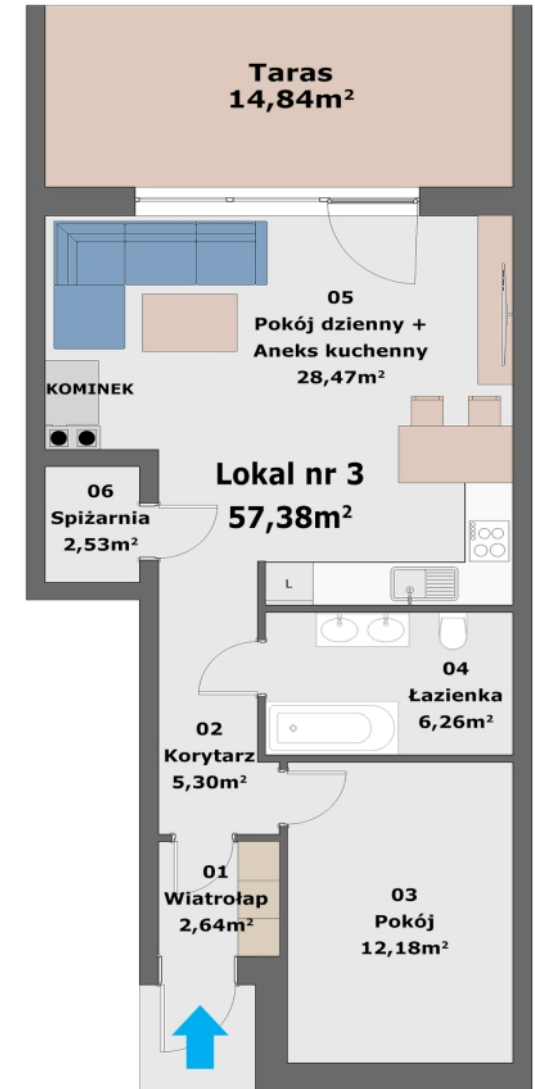 Taras
14,84m²
05
Pokój dzienny +
Aneks kuchenny
28,47m²
KOMINEK
Lokal nr 3
57,38m²
06
Spiżarnia
2,53m²
L
04
Łazienka
6,26m²
02
Korytarz
5,30m²
01
Wiatrołap
2,64m²
03
Pokój
12,18m²